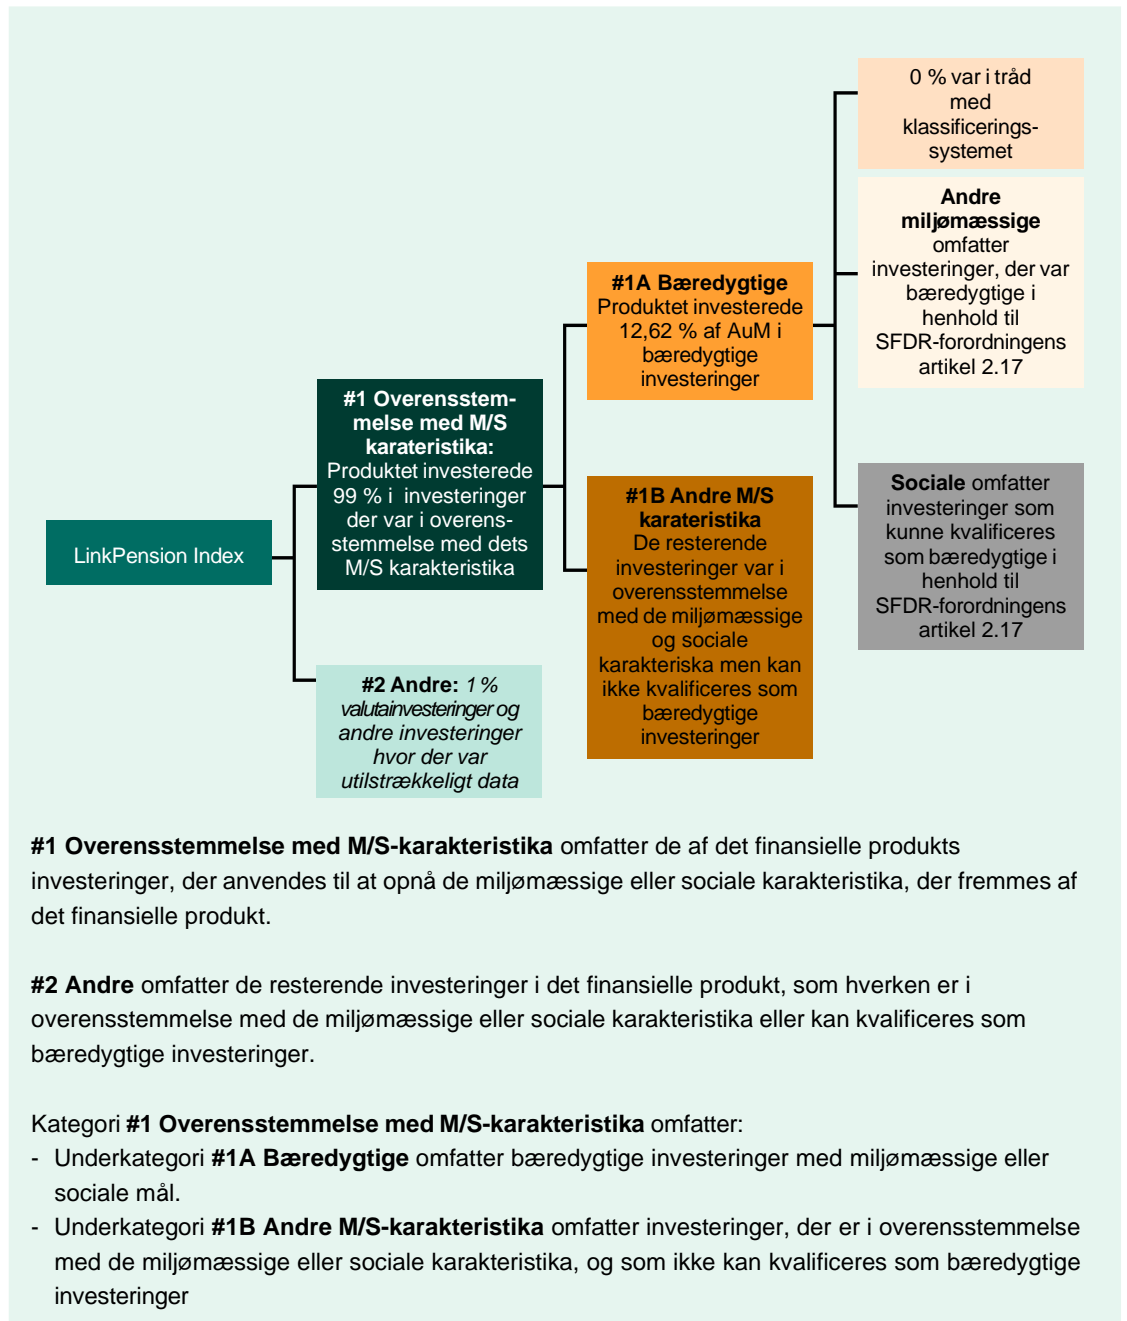 LinkPension Index
#1 Overensstem-
melse med M/S
karateristika:
Produktet investerede
99 % i investeringer
der var i overens-
stemmelse med dets
M/S karakteristika
#2 Andre: 1 %
valutainvesteringer og
andre investeringer
hvor der var
utilstrækkeligt data
#1A Bæredygtige
Produktet investerede
12,62 % af AuM i
bæredygtige
investeringer
#1B Andre M/S
karateristika
De resterende
investeringer var i
overensstemmelse
med de miljømæssige
og sociale
karakteriska men kan
ikke kvalificeres som
bæredygtige
investeringer
0 % var i tråd
med
klassificerings-
systemet
Andre
miljømæssige
omfatter
investeringer, der var
bæredygtige i
henhold til
SFDR-forordningens
artikel 2.17
Sociale omfatter
investeringer som
kunne kvalificeres
som bæredygtige i
henhold til
SFDR-forordningens
artikel 2.17
#1 Overensstemmelse med M/S-karakteristika omfatter de af det finansielle produkts
investeringer, der anvendes til at opnå de miljømæssige eller sociale karakteristika, der fremmes af
det finansielle produkt.
#2 Andre omfatter de resterende investeringer i det finansielle produkt, som hverken er i
overensstemmelse med de miljømæssige eller sociale karakteristika eller kan kvalificeres som
bæredygtige investeringer.
Kategori #1 Overensstemmelse med M/S-karakteristika omfatter:
- Underkategori #1A Bæredygtige omfatter bæredygtige investeringer med miljømæssige eller
sociale mål.
- Underkategori #1B Andre M/S-karakteristika omfatter investeringer, der er i overensstemmelse
med de miljømæssige eller sociale karakteristika, og som ikke kan kvalificeres som bæredygtige
investeringer